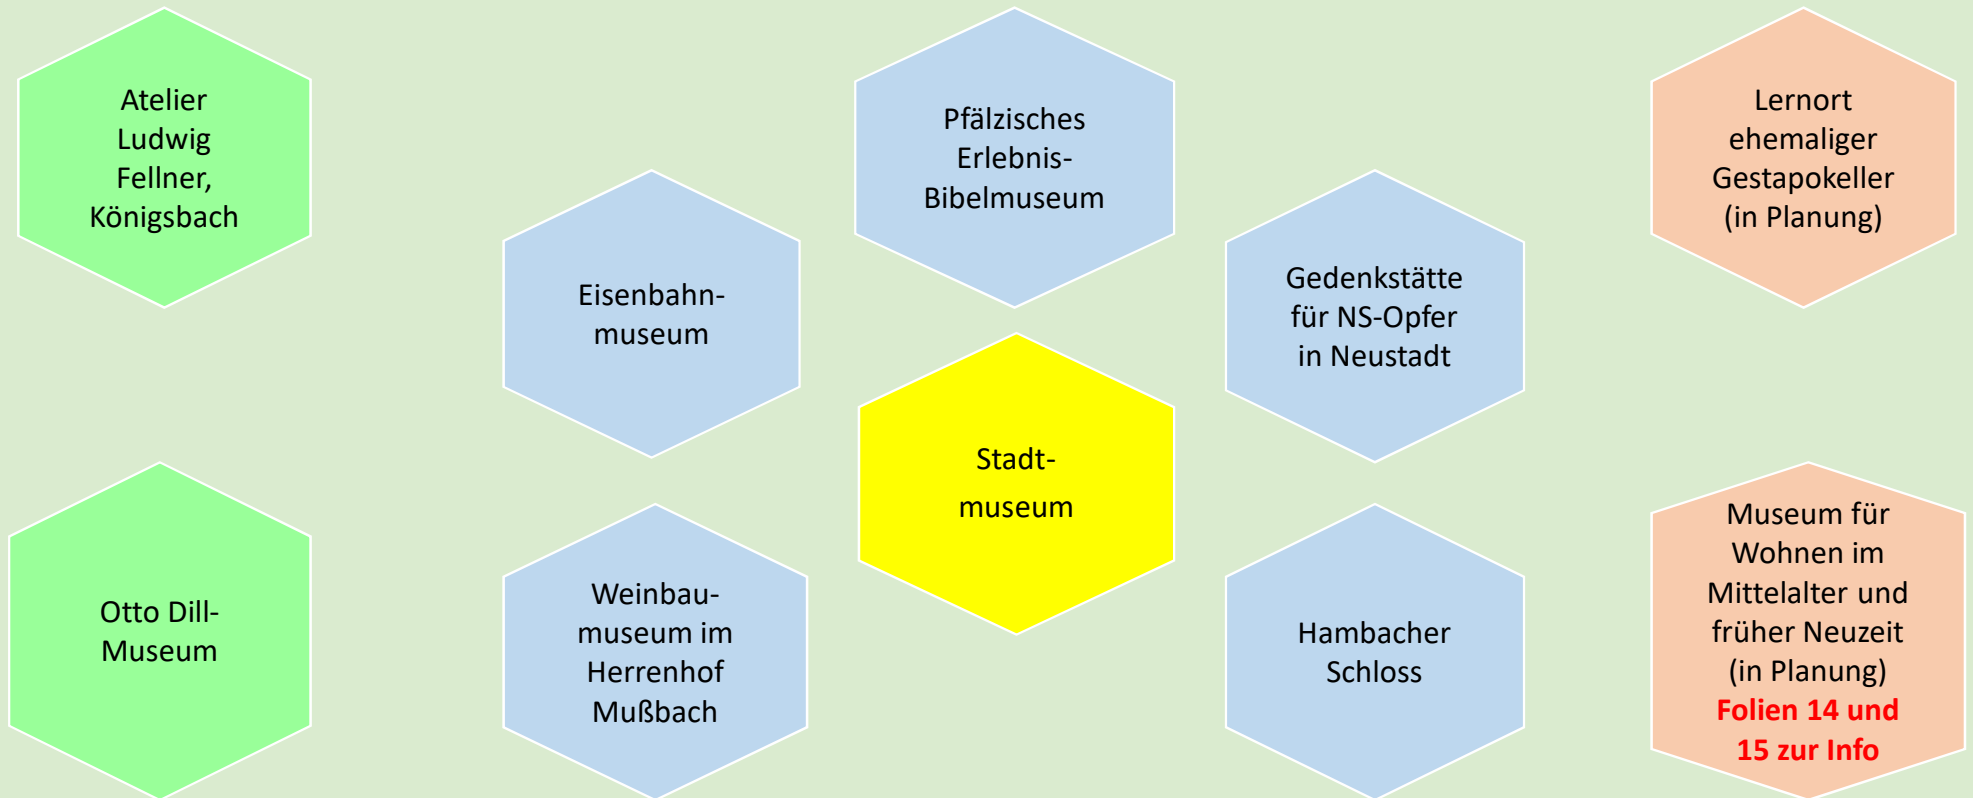 Atelier
Ludwig
Fellner,
Königsbach
Pfälzisches
Erlebnis-
Bibelmuseum
Lernort
ehemaliger
Gestapokeller
(in Planung)
Eisenbahn-
museum
Gedenkstätte
für NS-Opfer
in Neustadt
Stadt-
museum
Otto Dill-
Museum
Weinbau-
museum im
Herrenhof
Mußbach
Hambacher
Schloss
Museum für
Wohnen im
Mittelalter und
früher Neuzeit
(in Planung)
Folien 14 und
15 zur Info